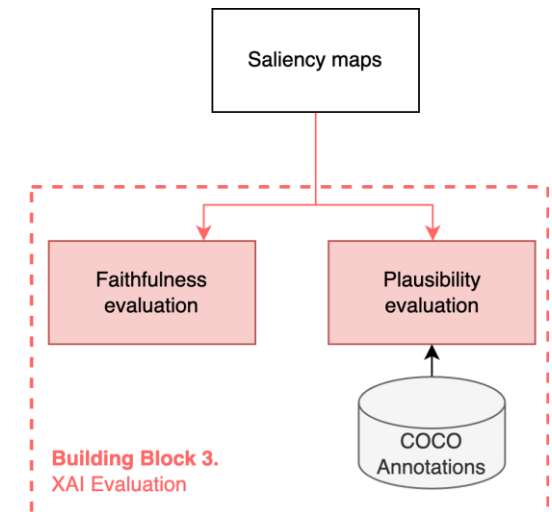 Saliency maps
Faithfulness
evaluation
Plausibility
evaluation
COCO
Annotations
Building Block 3.
XAI Evaluation